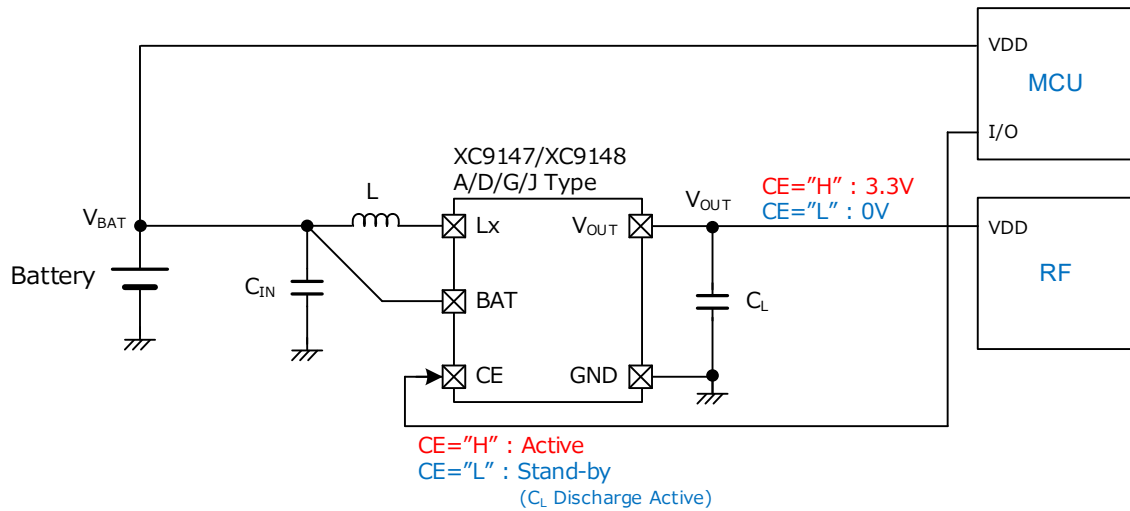 VDD
MCU
I/O
XC9147/XC9148
A/D/G/J Type
CE=”H” : 3.3V
CE=”L” : 0V
L
VBAT
VOUT
Lx
VOUT
VDD
Battery
CIN
BAT
CL
RF
CE
GND
CE=”H” : Active
CE=”L” : Stand-by
(CL Discharge Active)